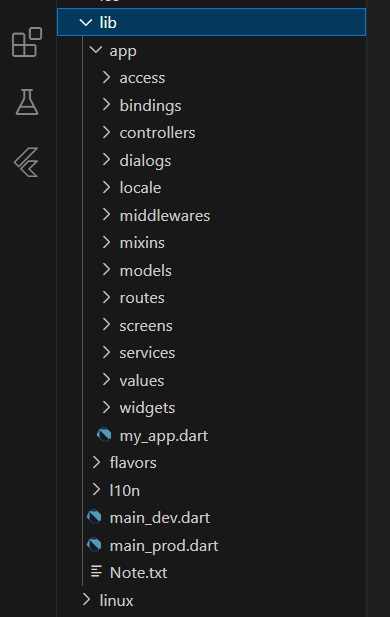 lib
app
access
bindings
controllers
dialogs
locale
middlewares
mixins
models
routes
screens
services
values
widgets
my_app.dart
flavors
l10n
main_dev.dart
main_prod.dart
Note.txt
linux